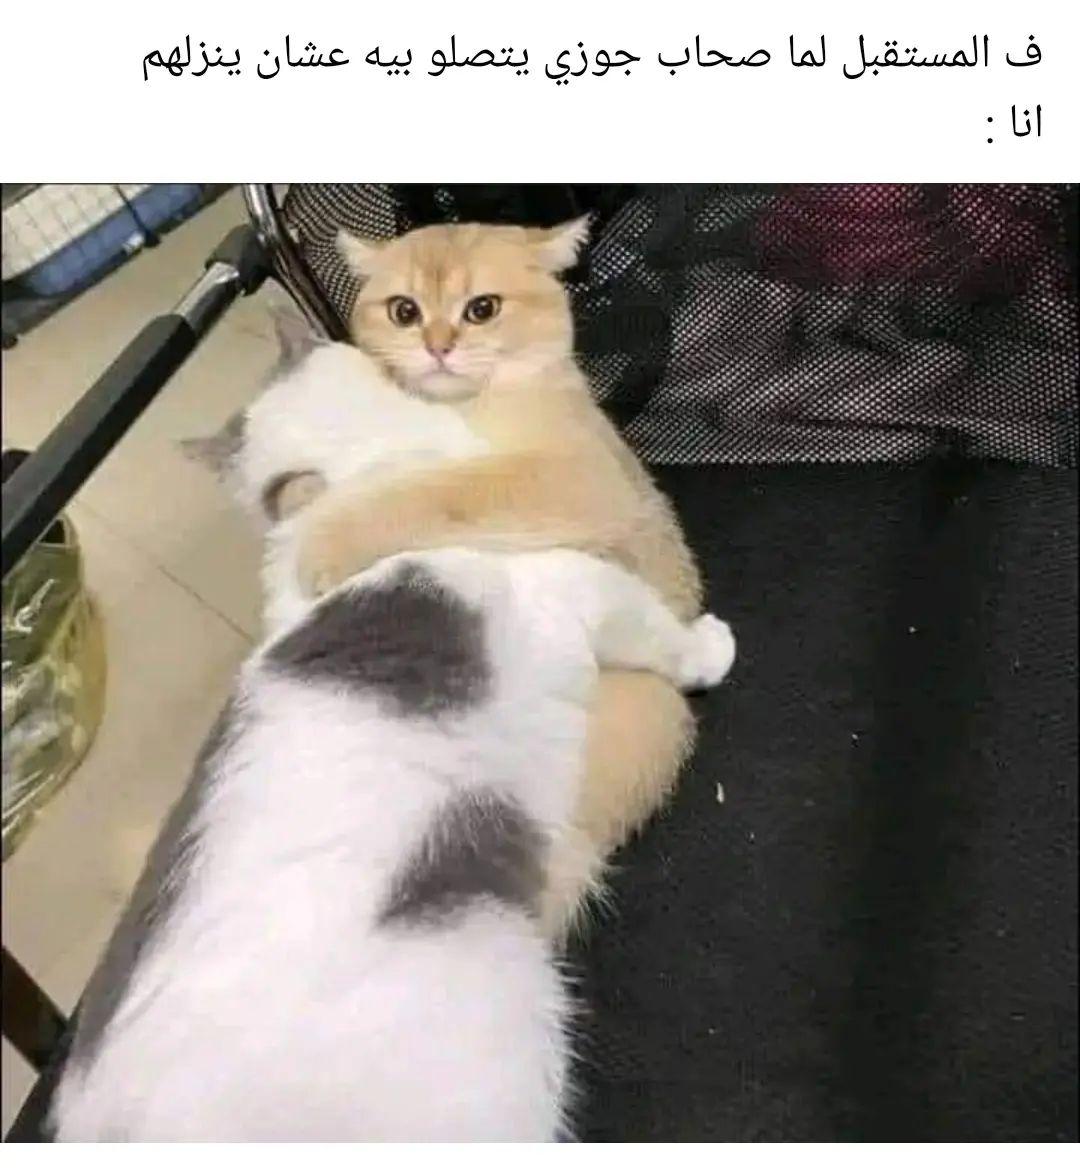 ف المستقبل لما صحاب جوزي يتصلو بيه عشان ينزلهم
انا :